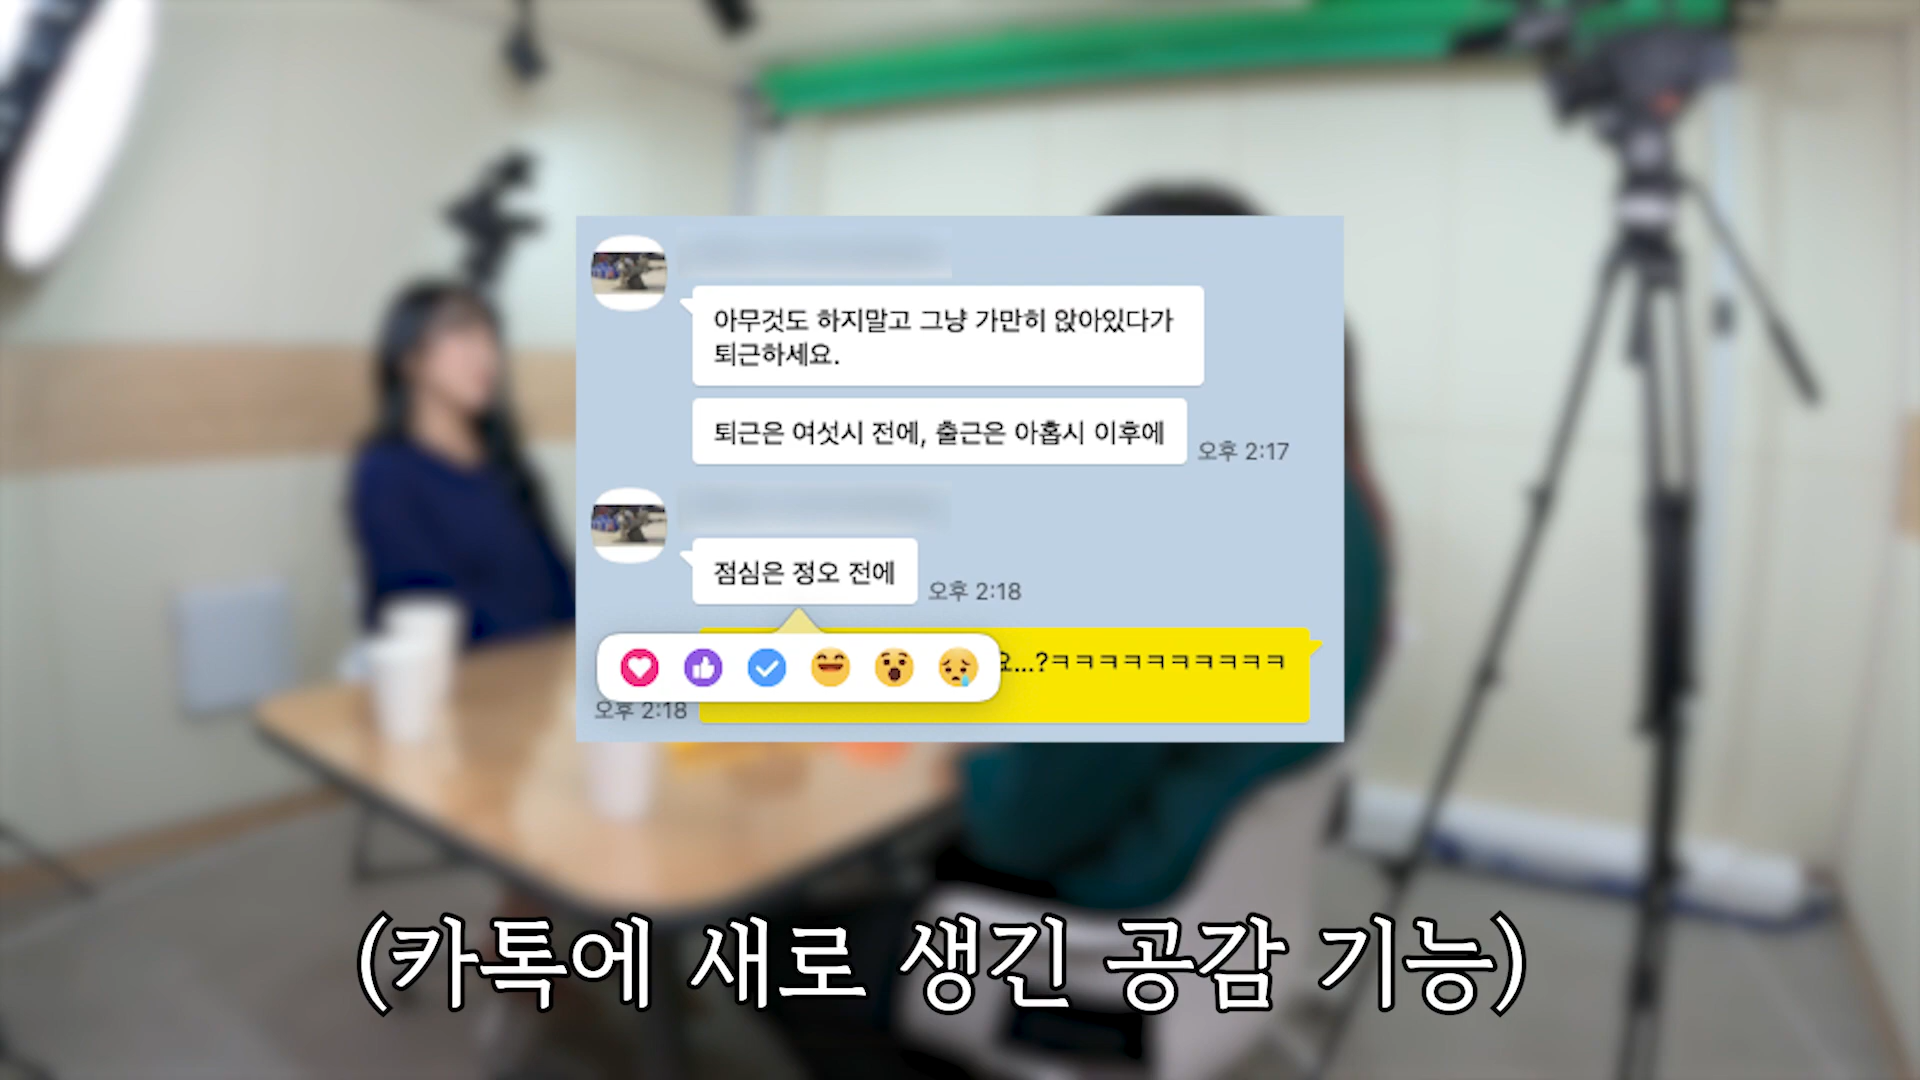 아무것도 하지말고 그냥 가만히 앉아있다가
퇴근하세요.
퇴근은 여섯시 전에, 출근은 아홉시 이후에
오후 2:17
점심은 정오 전에
오후 2:18
요...?ㅋㅋㅋㅋㅋㅋㅋㅋㅋㅋ
오후 2:18
(카톡에 새로 생긴 공감 기능)